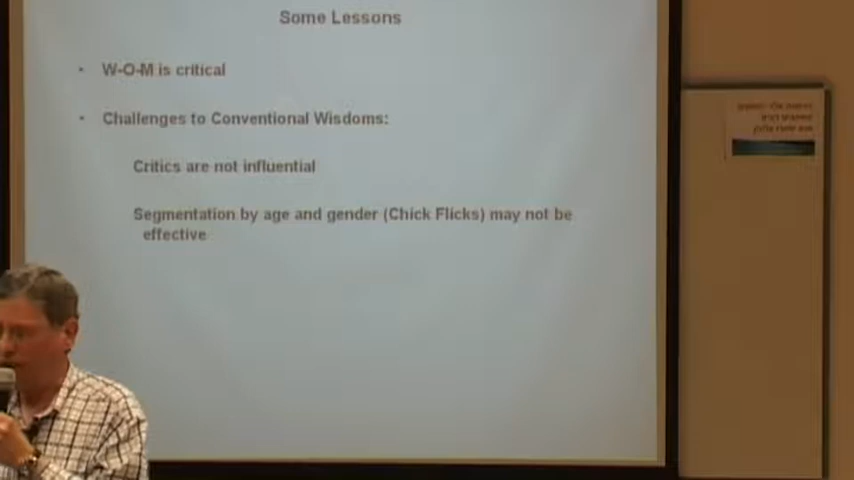 Some Lessons
• W-O-M is critical
• Challenges to Conventional Wisdoms:
Critics are not influential
Segmentation by age and gender (Chick Flicks) may not be
effective